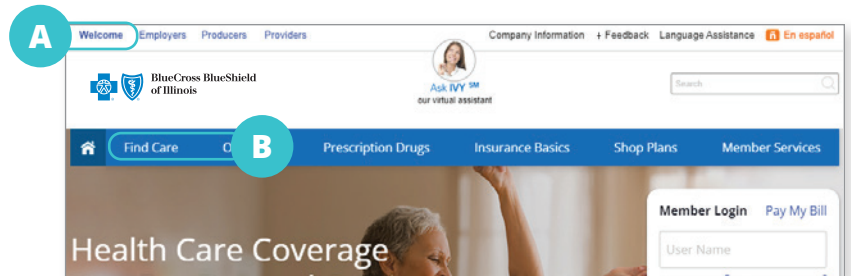 A
Welcome Employers Producers Providers Company Information + Feedback Language Assistance En español
BlueCross BlueShield
of Illinois
Ask IVY SM
our virtual assistant
Search
Find Care B Prescription Drugs Insurance Basics Shop Plans Member Services
Member Login Pay My Bill
Health Care Coverage
User Name